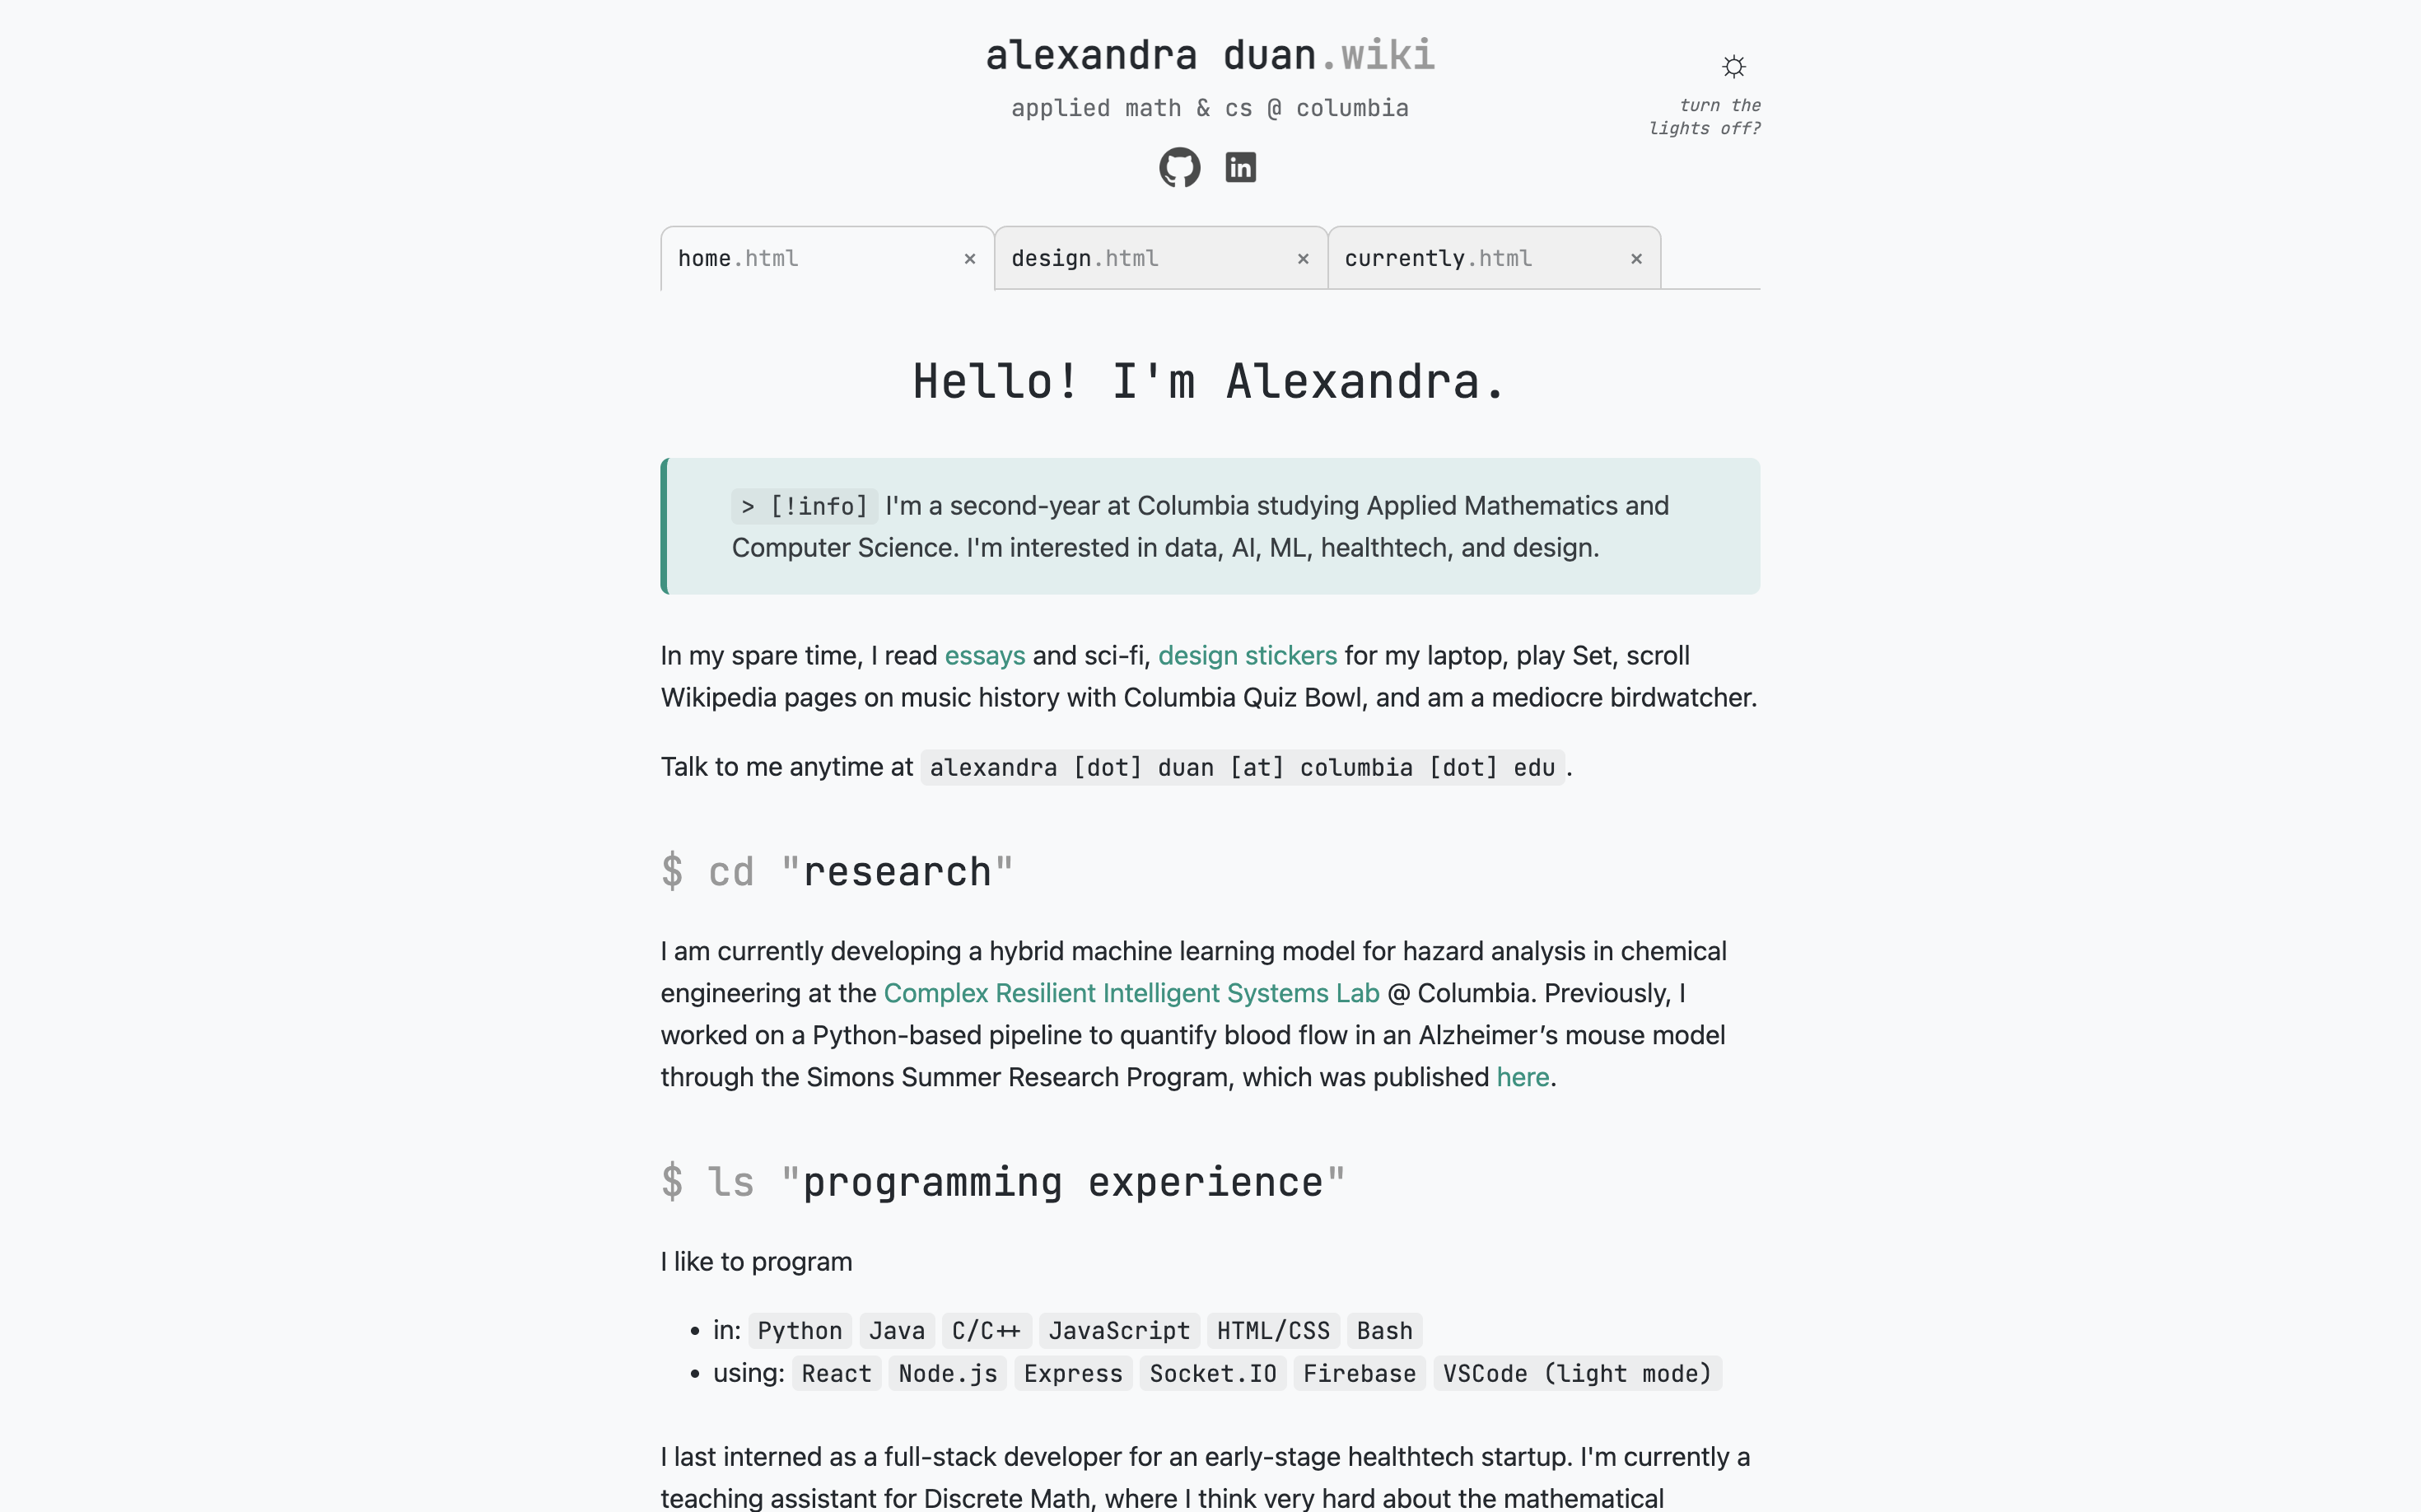 alexandra duan.wiki
applied math & cs @ columbia
turn the
lights off?
in
home.html ×
design.html ×
currently.html ×
Hello! I'm Alexandra.
> [!info] I'm a second-year at Columbia studying Applied Mathematics and
Computer Science. I'm interested in data, AI, ML, healthtech, and design.
In my spare time, I read essays and sci-fi, design stickers for my laptop, play Set, scroll
Wikipedia pages on music history with Columbia Quiz Bowl, and am a mediocre birdwatcher.
Talk to me anytime at alexandra [dot] duan [at] columbia [dot] edu.
$ cd "research"
I am currently developing a hybrid machine learning model for hazard analysis in chemical
engineering at the Complex Resilient Intelligent Systems Lab @ Columbia. Previously, I
worked on a Python-based pipeline to quantify blood flow in an Alzheimer’s mouse model
through the Simons Summer Research Program, which was published here.
$ ls "programming experience"
I like to program
• in: Python Java C/C++ JavaScript HTML/CSS Bash
• using: React Node.js Express Socket.IO Firebase VSCode (light mode)
I last interned as a full-stack developer for an early-stage healthtech startup. I'm currently a
teaching assistant for Discrete Math, where I think very hard about the mathematical